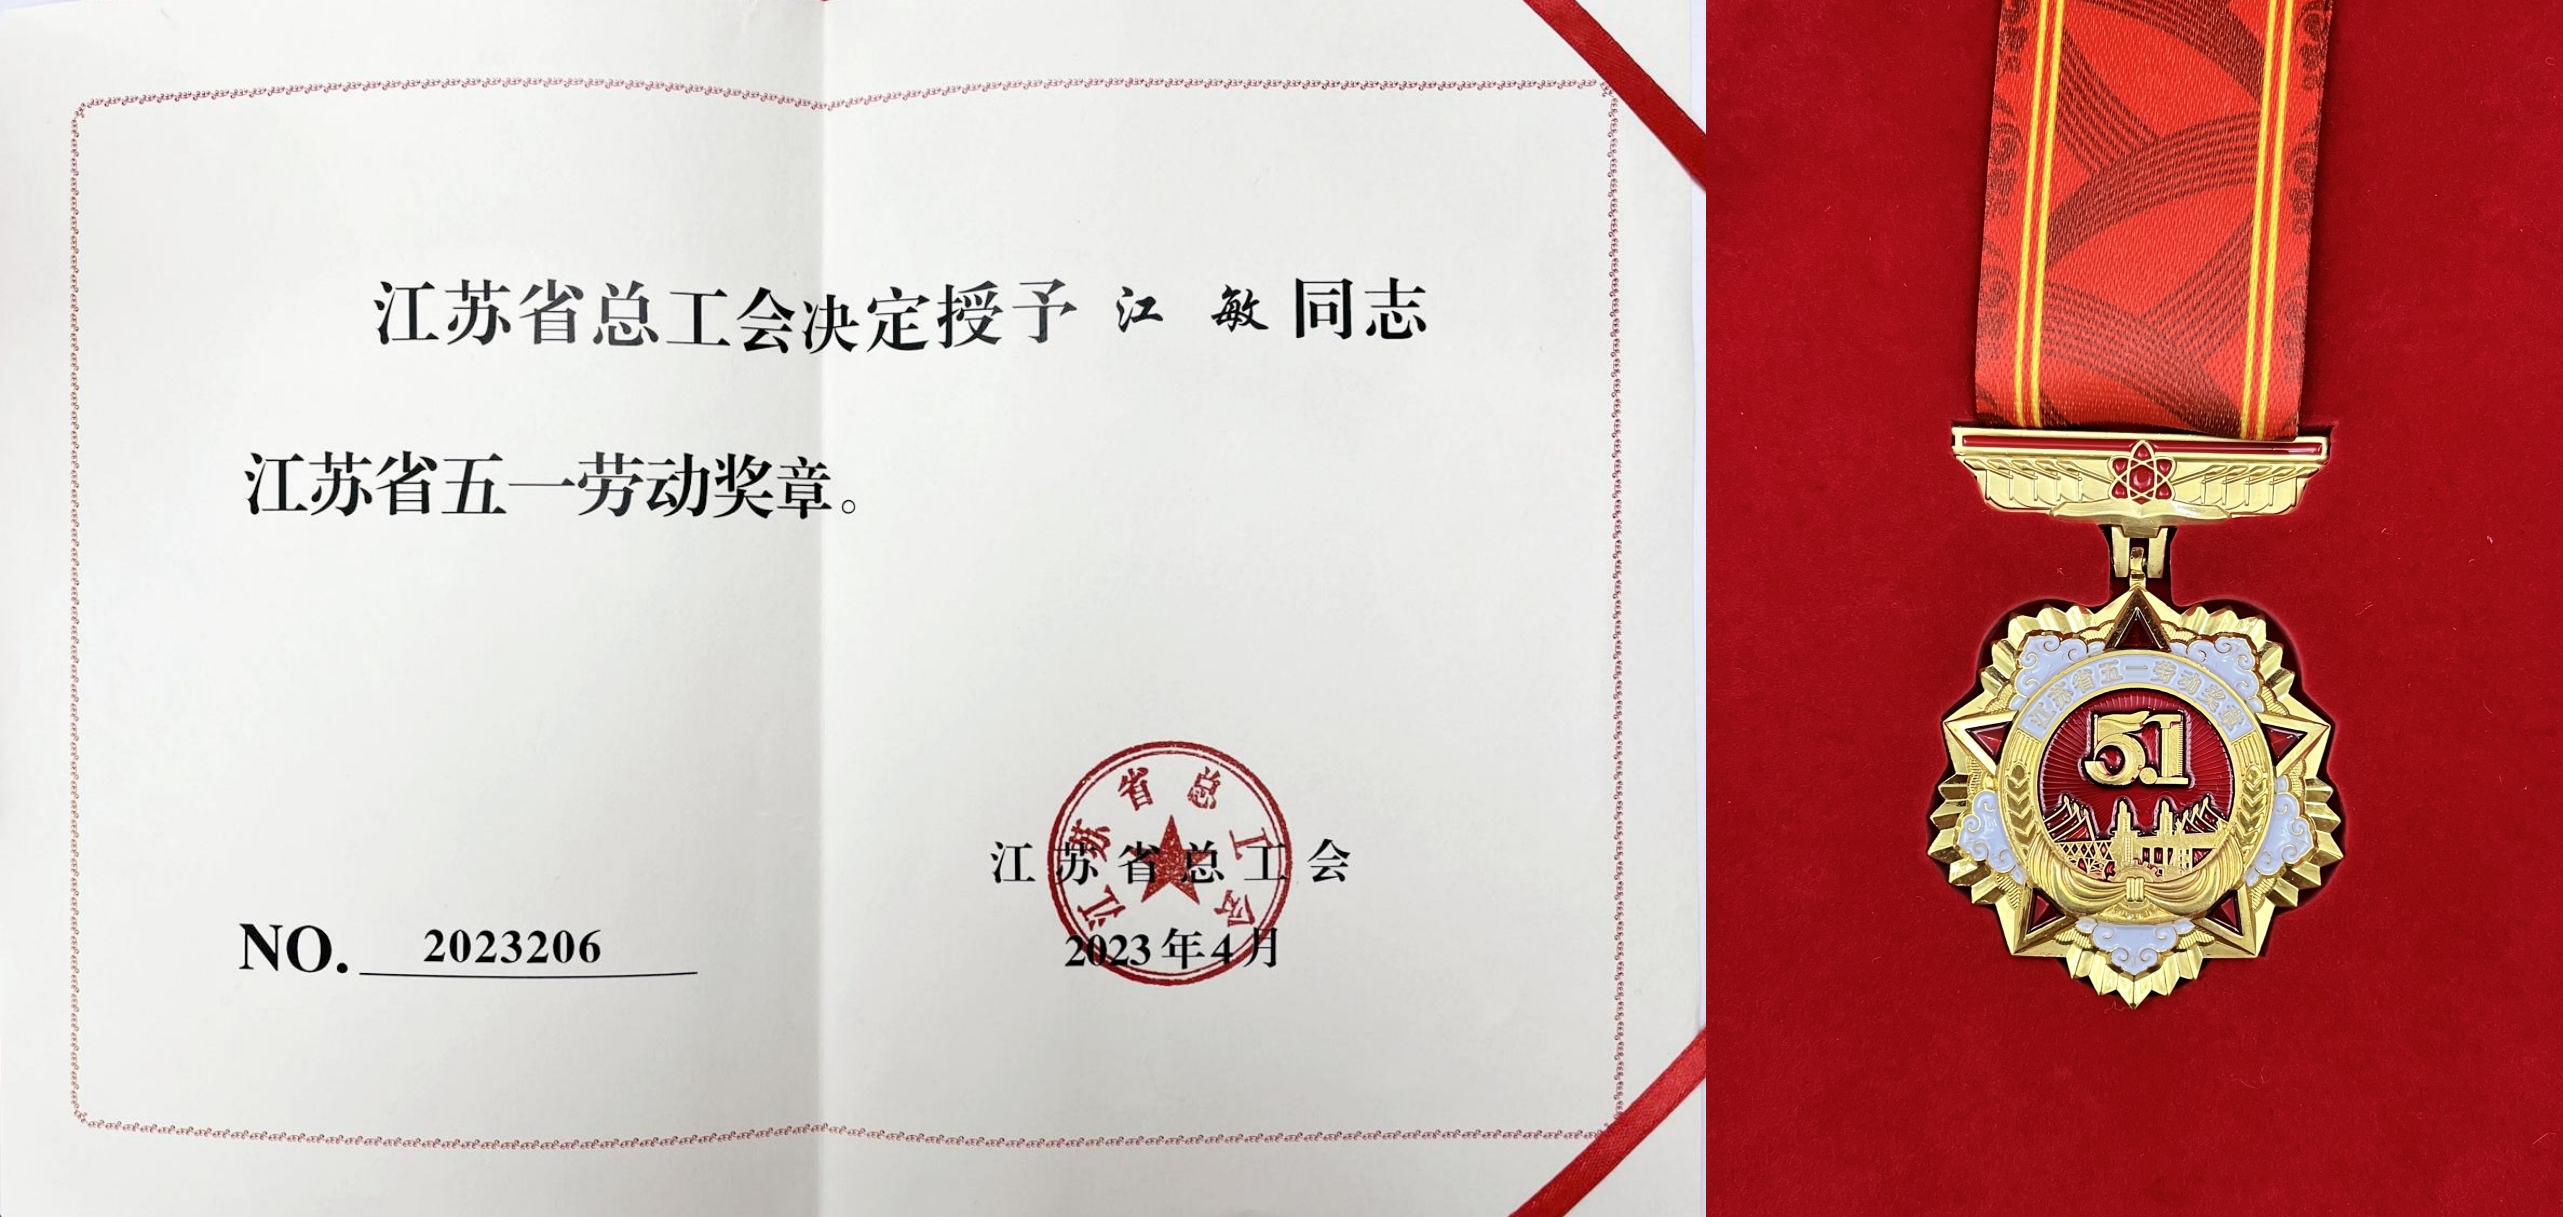 江苏省总工会决定授予 江 敏 同志
江苏省五一劳动奖章。
江苏省总工会
江苏省总工会
2023年4月
NO. 2023206
江苏省五一劳动奖章
5.1